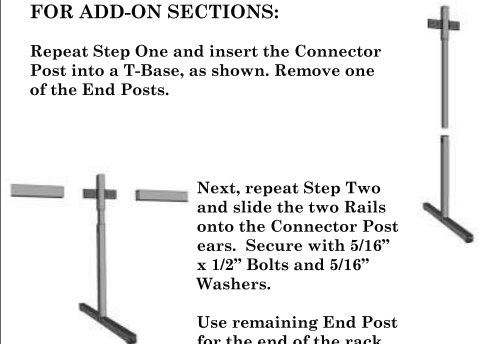 FOR ADD-ON SECTIONS:
Repeat Step One and insert the Connector
Post into a T-Base, as shown. Remove one
of the End Posts.
Next, repeat Step Two
and slide the two Rails
onto the Connector Post
ears.  Secure with 5/16”
x 1/2” Bolts and 5/16”
Washers.
Use remaining End Post
for the end of the rack